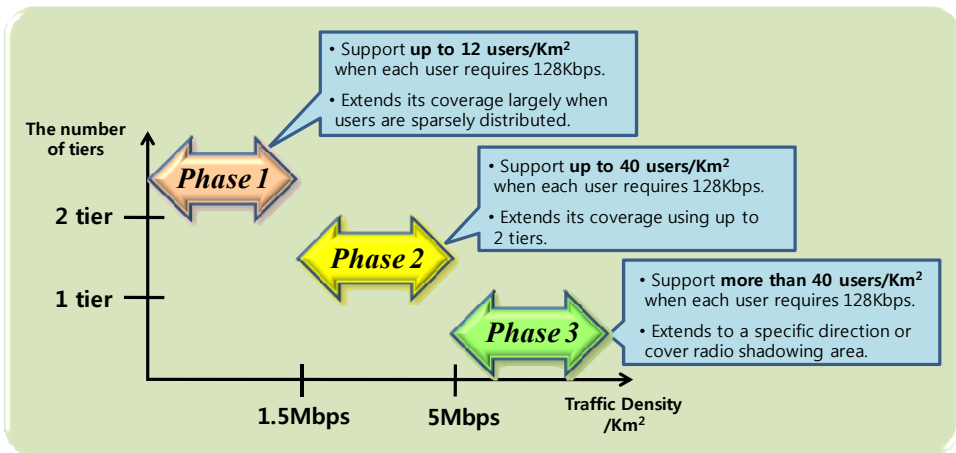 • Support up to 12 users/Km²
when each user requires 128Kbps.
• Extends its coverage largely when
users are sparsely distributed.
The number
of tiers
Phase 1
• Support up to 40 users/Km²
when each user requires 128Kbps.
• Extends its coverage using up to
2 tiers.
2 tier
Phase 2
• Support more than 40 users/Km²
when each user requires 128Kbps.
• Extends to a specific direction or
cover radio shadowing area.
1 tier
Phase 3
1.5Mbps
5Mbps
Traffic Density
/Km²